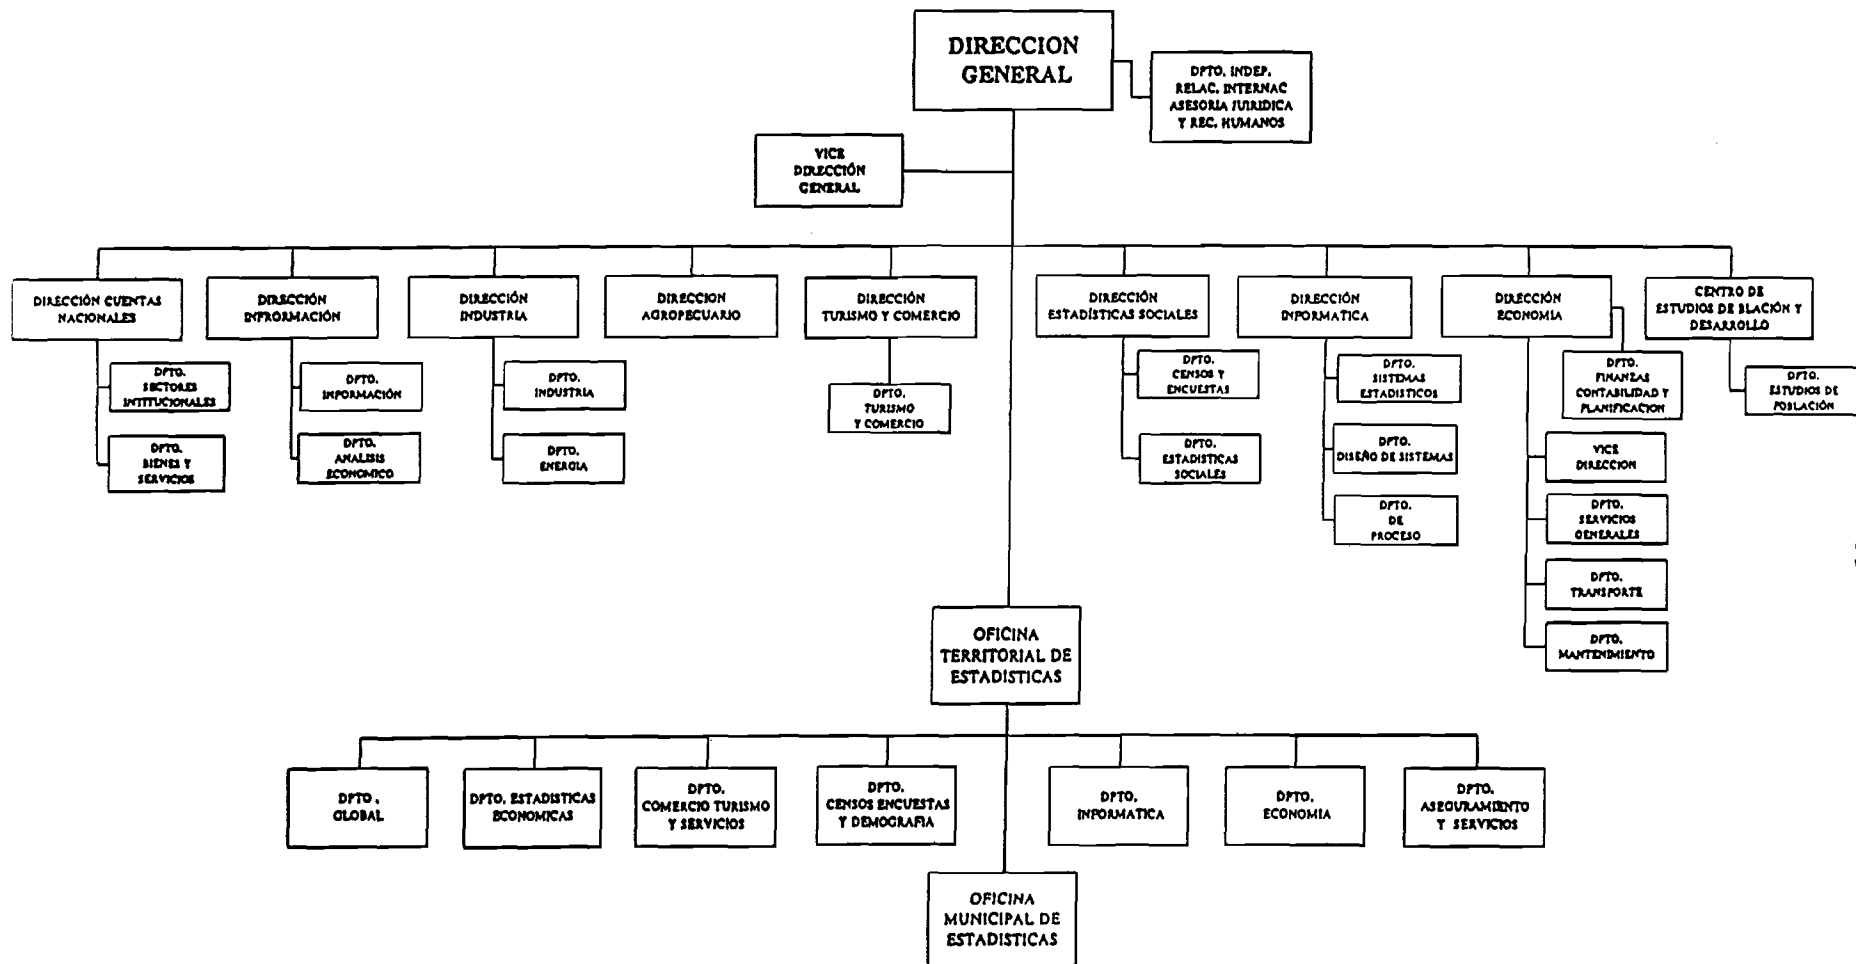 DIRECCION
GENERAL
DPTO. INDEP.
RELAC. INTERNAC
ASESORIA JUIRIDICA
Y REC. HUMANOS
VICE
DIRECCIÓN
GENERAL
DIRECCIÓN CUENTAS
NACIONALES
DIRECCIÓN
INFRORMACIÓN
DIRECCIÓN
INDUSTRIA
DIRECCION
AGROPECUARIO
DIRECCIÓN
TURISMO Y COMERCIO
DIRECCIÓN
ESTADÍSTICAS SOCIALES
DIRECCIÓN
INFORMATICA
DIRECCIÓN
ECONOMIA
CENTRO DE
ESTUDIOS DE BLACIÓN Y
DESARROLLO
DPTO.
SECTORES
INTITUCIONALES
DPTO.
BIENES Y
SERVICIOS
DPTO.
INFORMACIÓN
DPTO.
ANALISIS
ECONOMICO
DPTO.
INDUSTRIA
DPTO.
ENERGIA
DPTO.
TURISMO
Y COMERCIO
DPTO.
CENSOS Y
ENCUESTAS
DPTO.
ESTADISTICAS
SOCIALES
DPTO.
SISTEMAS
ESTADISTICOS
DPTO.
DISEÑO DE SISTEMAS
DPTO.
DE
PROCESO
DPTO.
FINANZAS
CONTABILIDAD Y
PLANIFICACION
VICE
DIRECCION
DPTO.
SERVICIOS
GENERALES
DPTO.
TRANSPORTE
DPTO.
MANTENIMIENTO
DPTO.
ESTUDIOS DE
POBLACIÓN
OFICINA
TERRITORIAL DE
ESTADISTICAS
DPTO .
GLOBAL
DPTO. ESTADISTICAS
ECONOMICAS
DPTO.
COMERCIO TURISMO
Y SERVICIOS
DPTO.
CENSOS ENCUESTAS
Y DEMOGRAFIA
DPTO.
INFORMATICA
DPTO.
ECONOMIA
DPTO.
ASEGURAMIENTO
Y SERVICIOS
OFICINA
MUNICIPAL DE
ESTADISTICAS